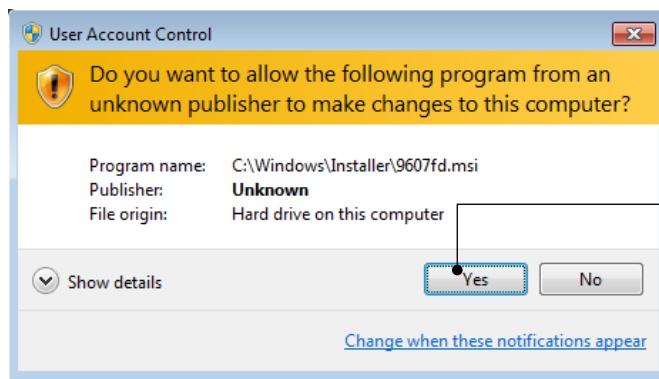 User Account Control
Do you want to allow the following program from an
unknown publisher to make changes to this computer?
Program name: C:\Windows\Installer\9607fd.msi
Publisher: Unknown
File origin: Hard drive on this computer
Show details Yes No
Change when these notifications appear